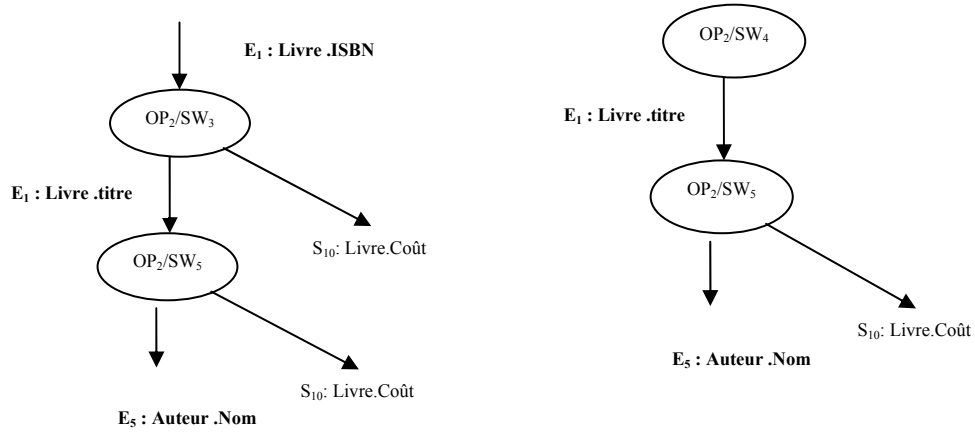 E₁ : Livre .ISBN
OP₂/SW₃
E₁ : Livre .titre
S₁₀: Livre.Coût
OP₂/SW₅
S₁₀: Livre.Coût
E₅ : Auteur .Nom
OP₂/SW₄
E₁ : Livre .titre
OP₂/SW₅
S₁₀: Livre.Coût
E₅ : Auteur .Nom